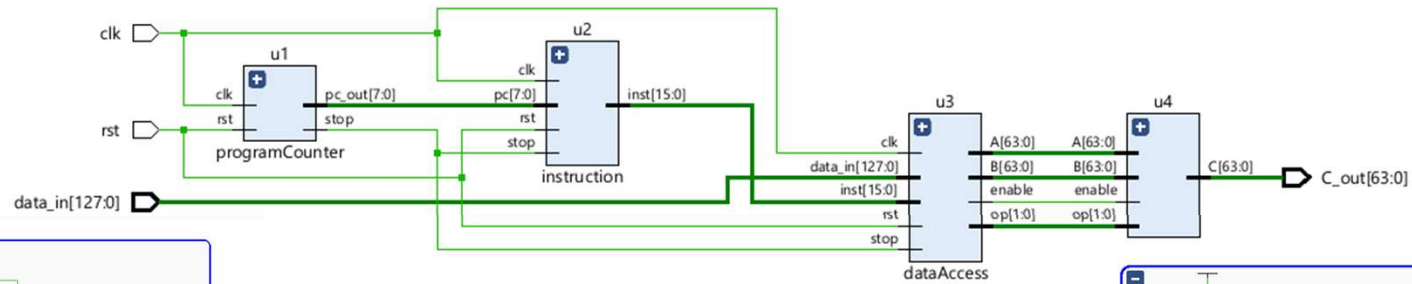 clk
rst
data_in[127:0]
u1
clk
rst
pc_out[7:0]
stop
programCounter
u2
clk
pc[7:0]
rst
stop
inst[15:0]
instruction
u3
clk
data_in[127:0]
inst[15:0]
rst
stop
A[63:0]
B[63:0]
enable
op[1:0]
dataAccess
u4
A[63:0]
B[63:0]
enable
op[1:0]
C[63:0]
C_out[63:0]